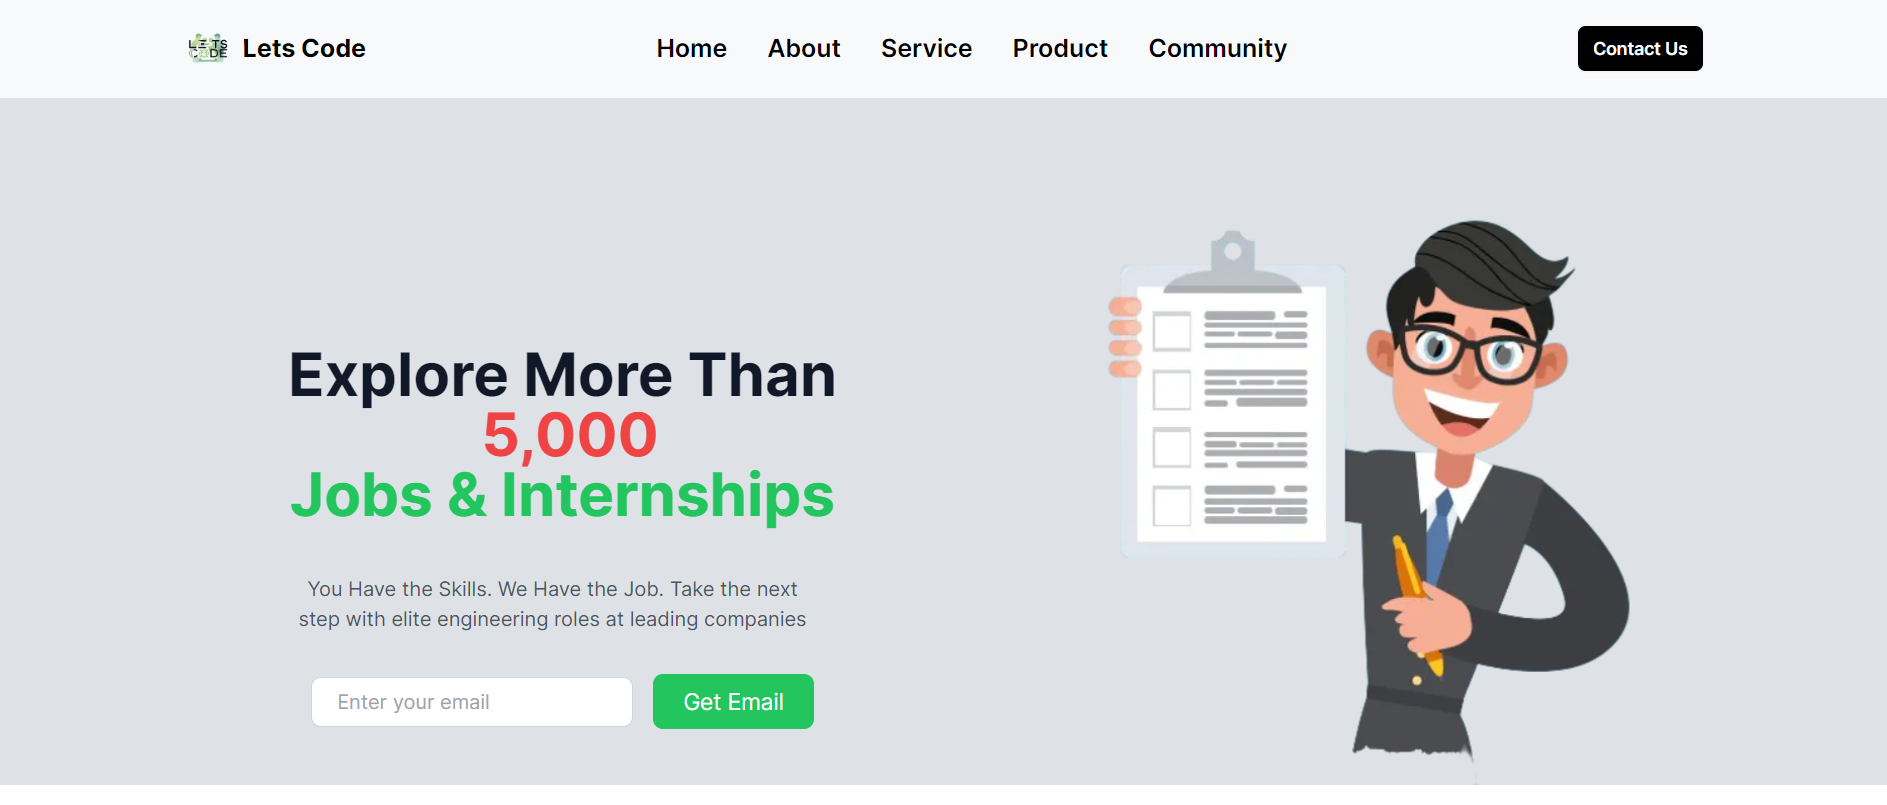 LETS
CODE
Lets Code
Home
About
Service
Product
Community
Contact Us
Explore More Than
5,000
Jobs & Internships
You Have the Skills. We Have the Job. Take the next
step with elite engineering roles at leading companies
Enter your email
Get Email